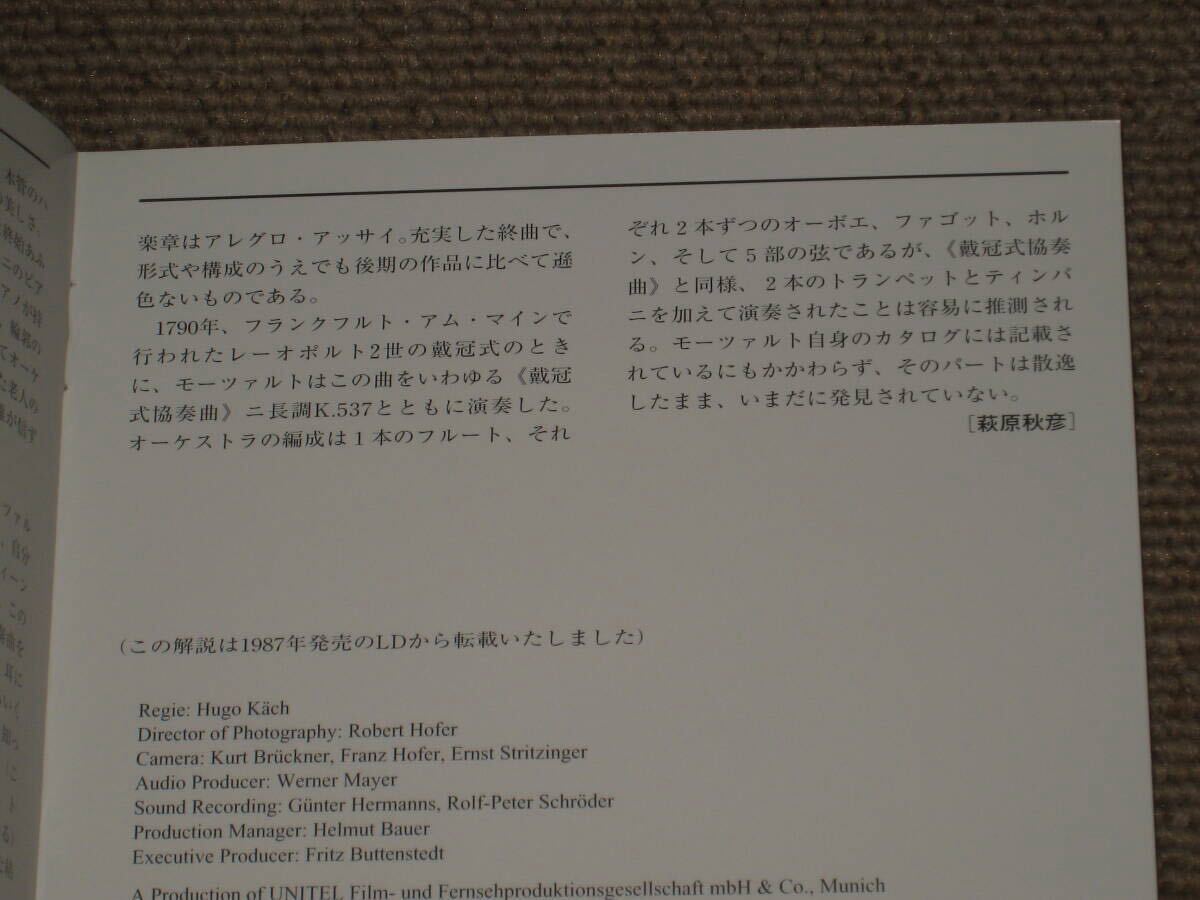 楽章はアレグロ・アッサイ。充実した終曲で、
形式や構成のうえでも後期の作品に比べて遜
色ないものである。
1790年、フランクフルト・アム・マインで
行われたレーオポルト2世の戴冠式のときに
に、モーツァルトはこの曲をいわゆる《戴冠
式協奏曲》ニ長調K.537とともに演奏した。
オーケストラの編成は1本のフルート、それ
ぞれ2本ずつのオーボエ、ファゴット、ホル
ン、そして5部の弦であるが、《戴冠式協奏
曲》と同様、2本のトランペットとティンパ
ニを加えて演奏されたことは容易に推測され
る。モーツァルト自身のカタログには記載さ
れているにもかかわらず、そのパートは散逸
したまま、いまだに発見されていない。
[萩原秋彦]
(この解説は1987年発売のLDから転載いたしました)
Regie: Hugo Käch
Director of Photography: Robert Hofer
Camera: Kurt Brückner, Franz Hofer, Ernst Stritzinger
Audio Producer: Werner Mayer
Sound Recording: Günter Hermanns, Rolf-Peter Schröder
Production Manager: Helmut Bauer
Executive Producer: Fritz Buttenstedt
A Production of UNITEL Film- und Fernsehproduktionsgesellschaft mbH & Co., Munich